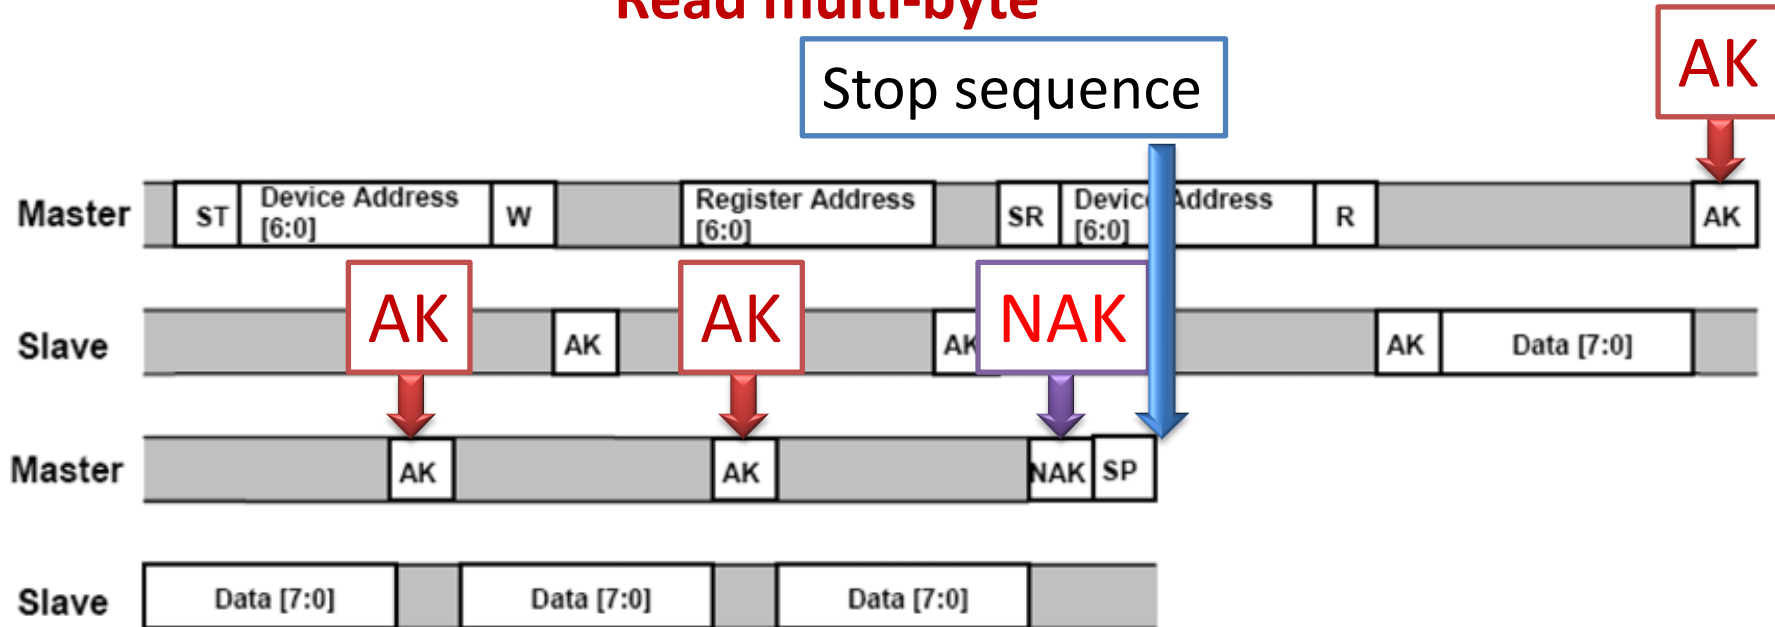 Read multi-byte
Stop sequence
AK
Master
ST
Device Address
[6:0]
W
Register Address
[6:0]
SR
Device Address
[6:0]
R
AK
Slave
AK
AK
AK
AK
NAK
AK
Data [7:0]
Master
AK
AK
NAK
SP
Slave
Data [7:0]
Data [7:0]
Data [7:0]